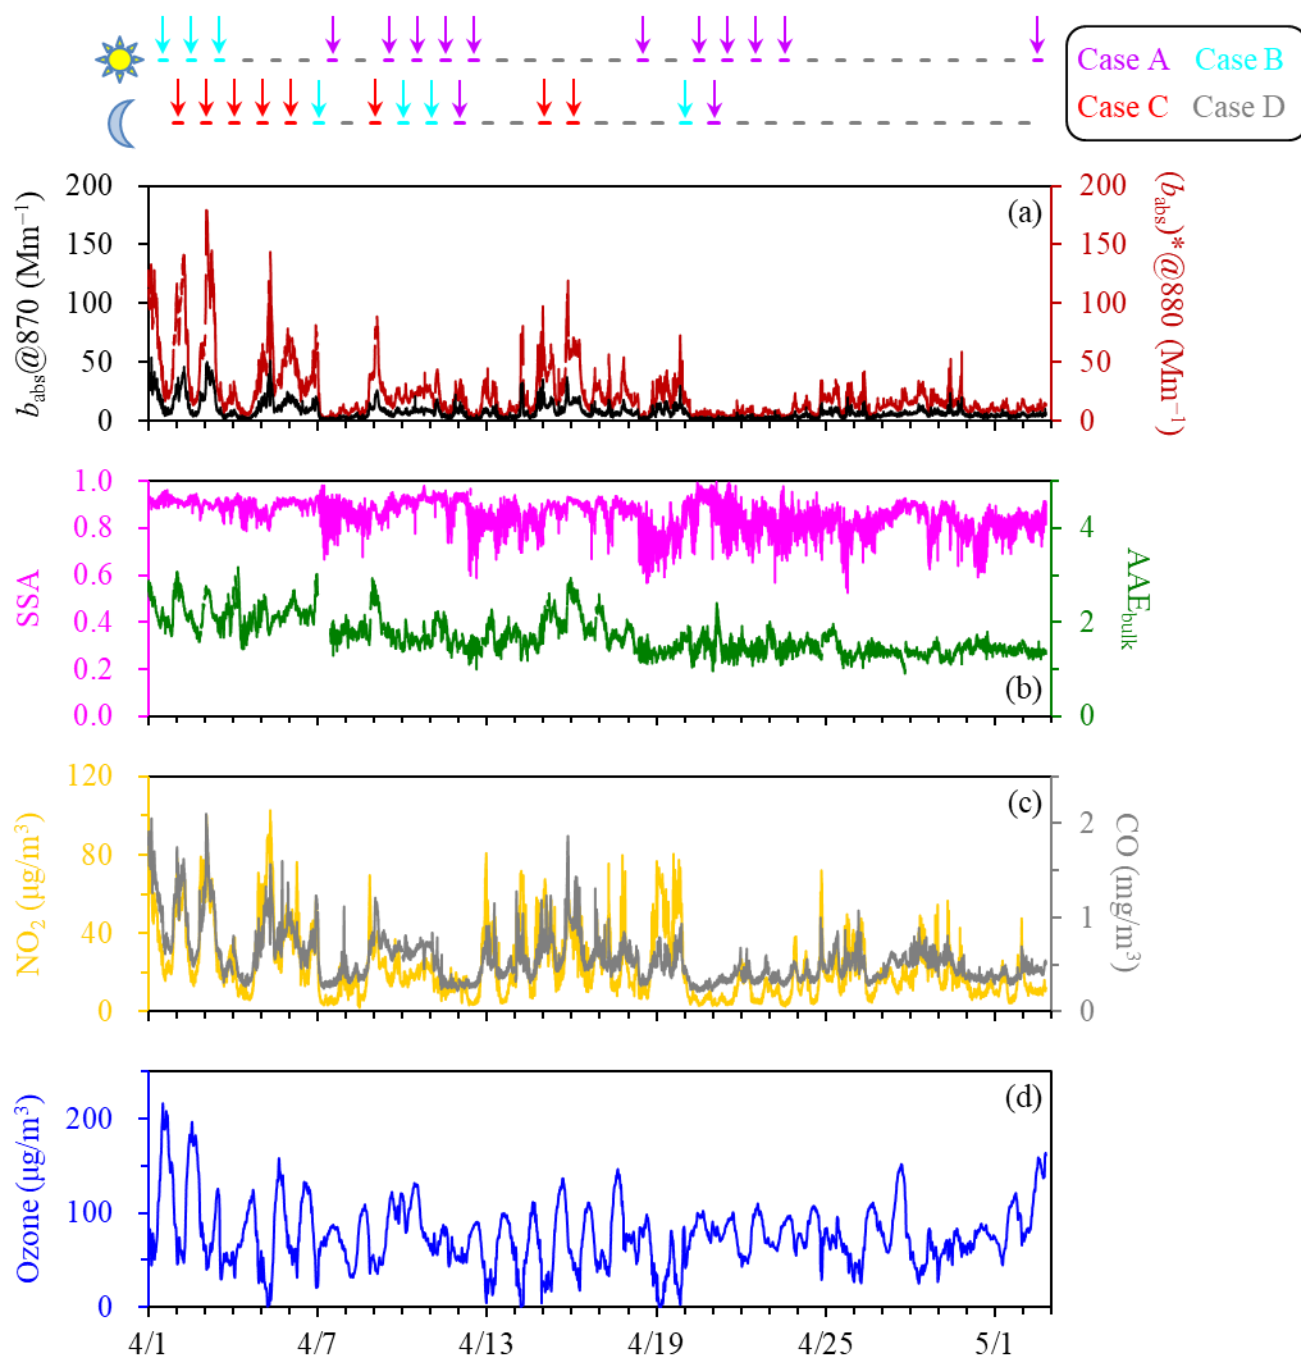 Case A Case B
Case C Case D
(a)
200
150
100
50
0
b_abs@870 (Mm⁻¹)
200
150
100
50
0
(b_abs)*@880 (Mm⁻¹)
(b)
1.0
0.8
0.6
0.4
0.2
0.0
SSA
4
2
0
AAE_bulk
(c)
120
80
40
0
NO₂ (μg/m³)
2
1
0
CO (mg/m³)
(d)
200
100
0
Ozone (μg/m³)
4/1 4/7 4/13 4/19 4/25 5/1